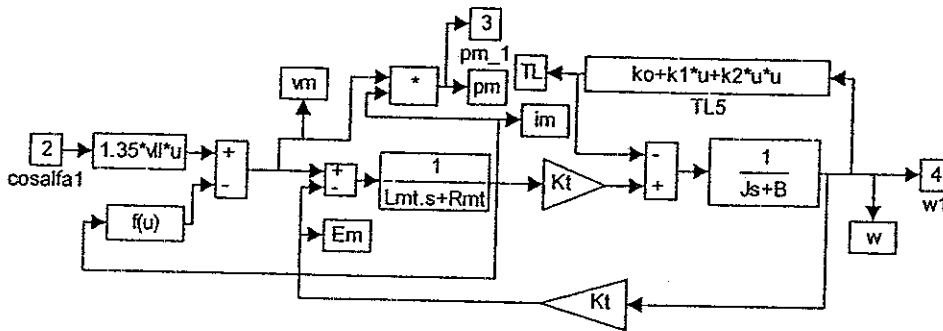 3
pm_1
TL
ko+k1*u+k2*u*u
TL5
vm
*
pm
im
2
cosalfa1
1.35*vll*u
+
-
+
-
1
Lmt.s+Rmt
Kt
-
+
1
Js+B
4
w1
f(u)
Em
w
Kt